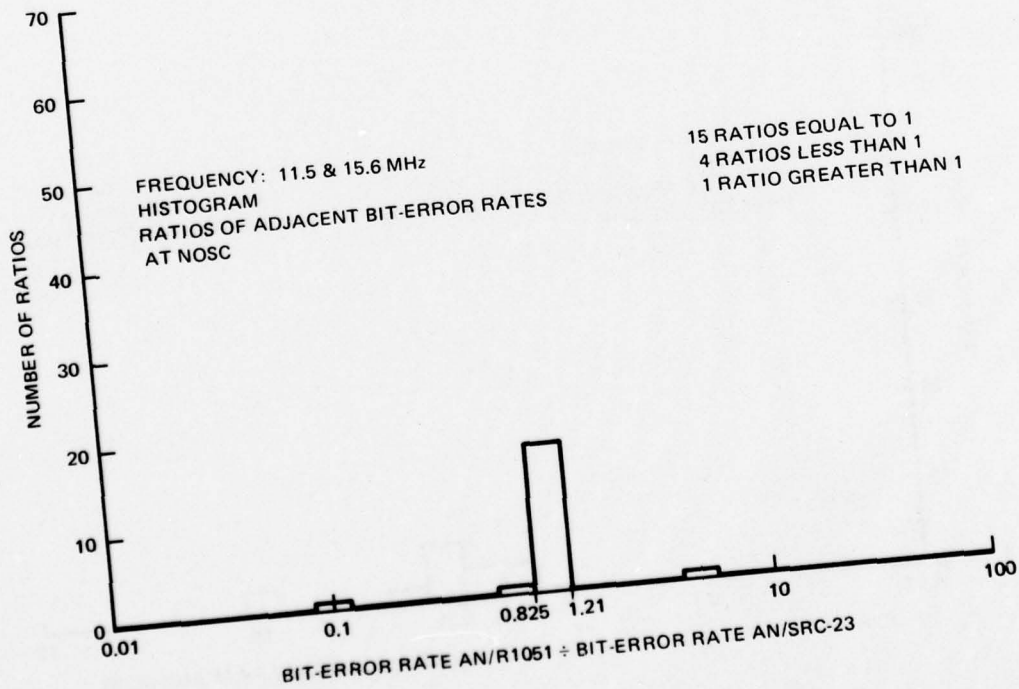 70
60
50
40
30
20
10
0
NUMBER OF RATIOS
FREQUENCY: 11.5 & 15.6 MHz
HISTOGRAM
RATIOS OF ADJACENT BIT-ERROR RATES
AT NOSC
15 RATIOS EQUAL TO 1
4 RATIOS LESS THAN 1
1 RATIO GREATER THAN 1
0.01
0.1
0.825
1.21
10
100
BIT-ERROR RATE AN/R1051 ÷ BIT-ERROR RATE AN/SRC-23